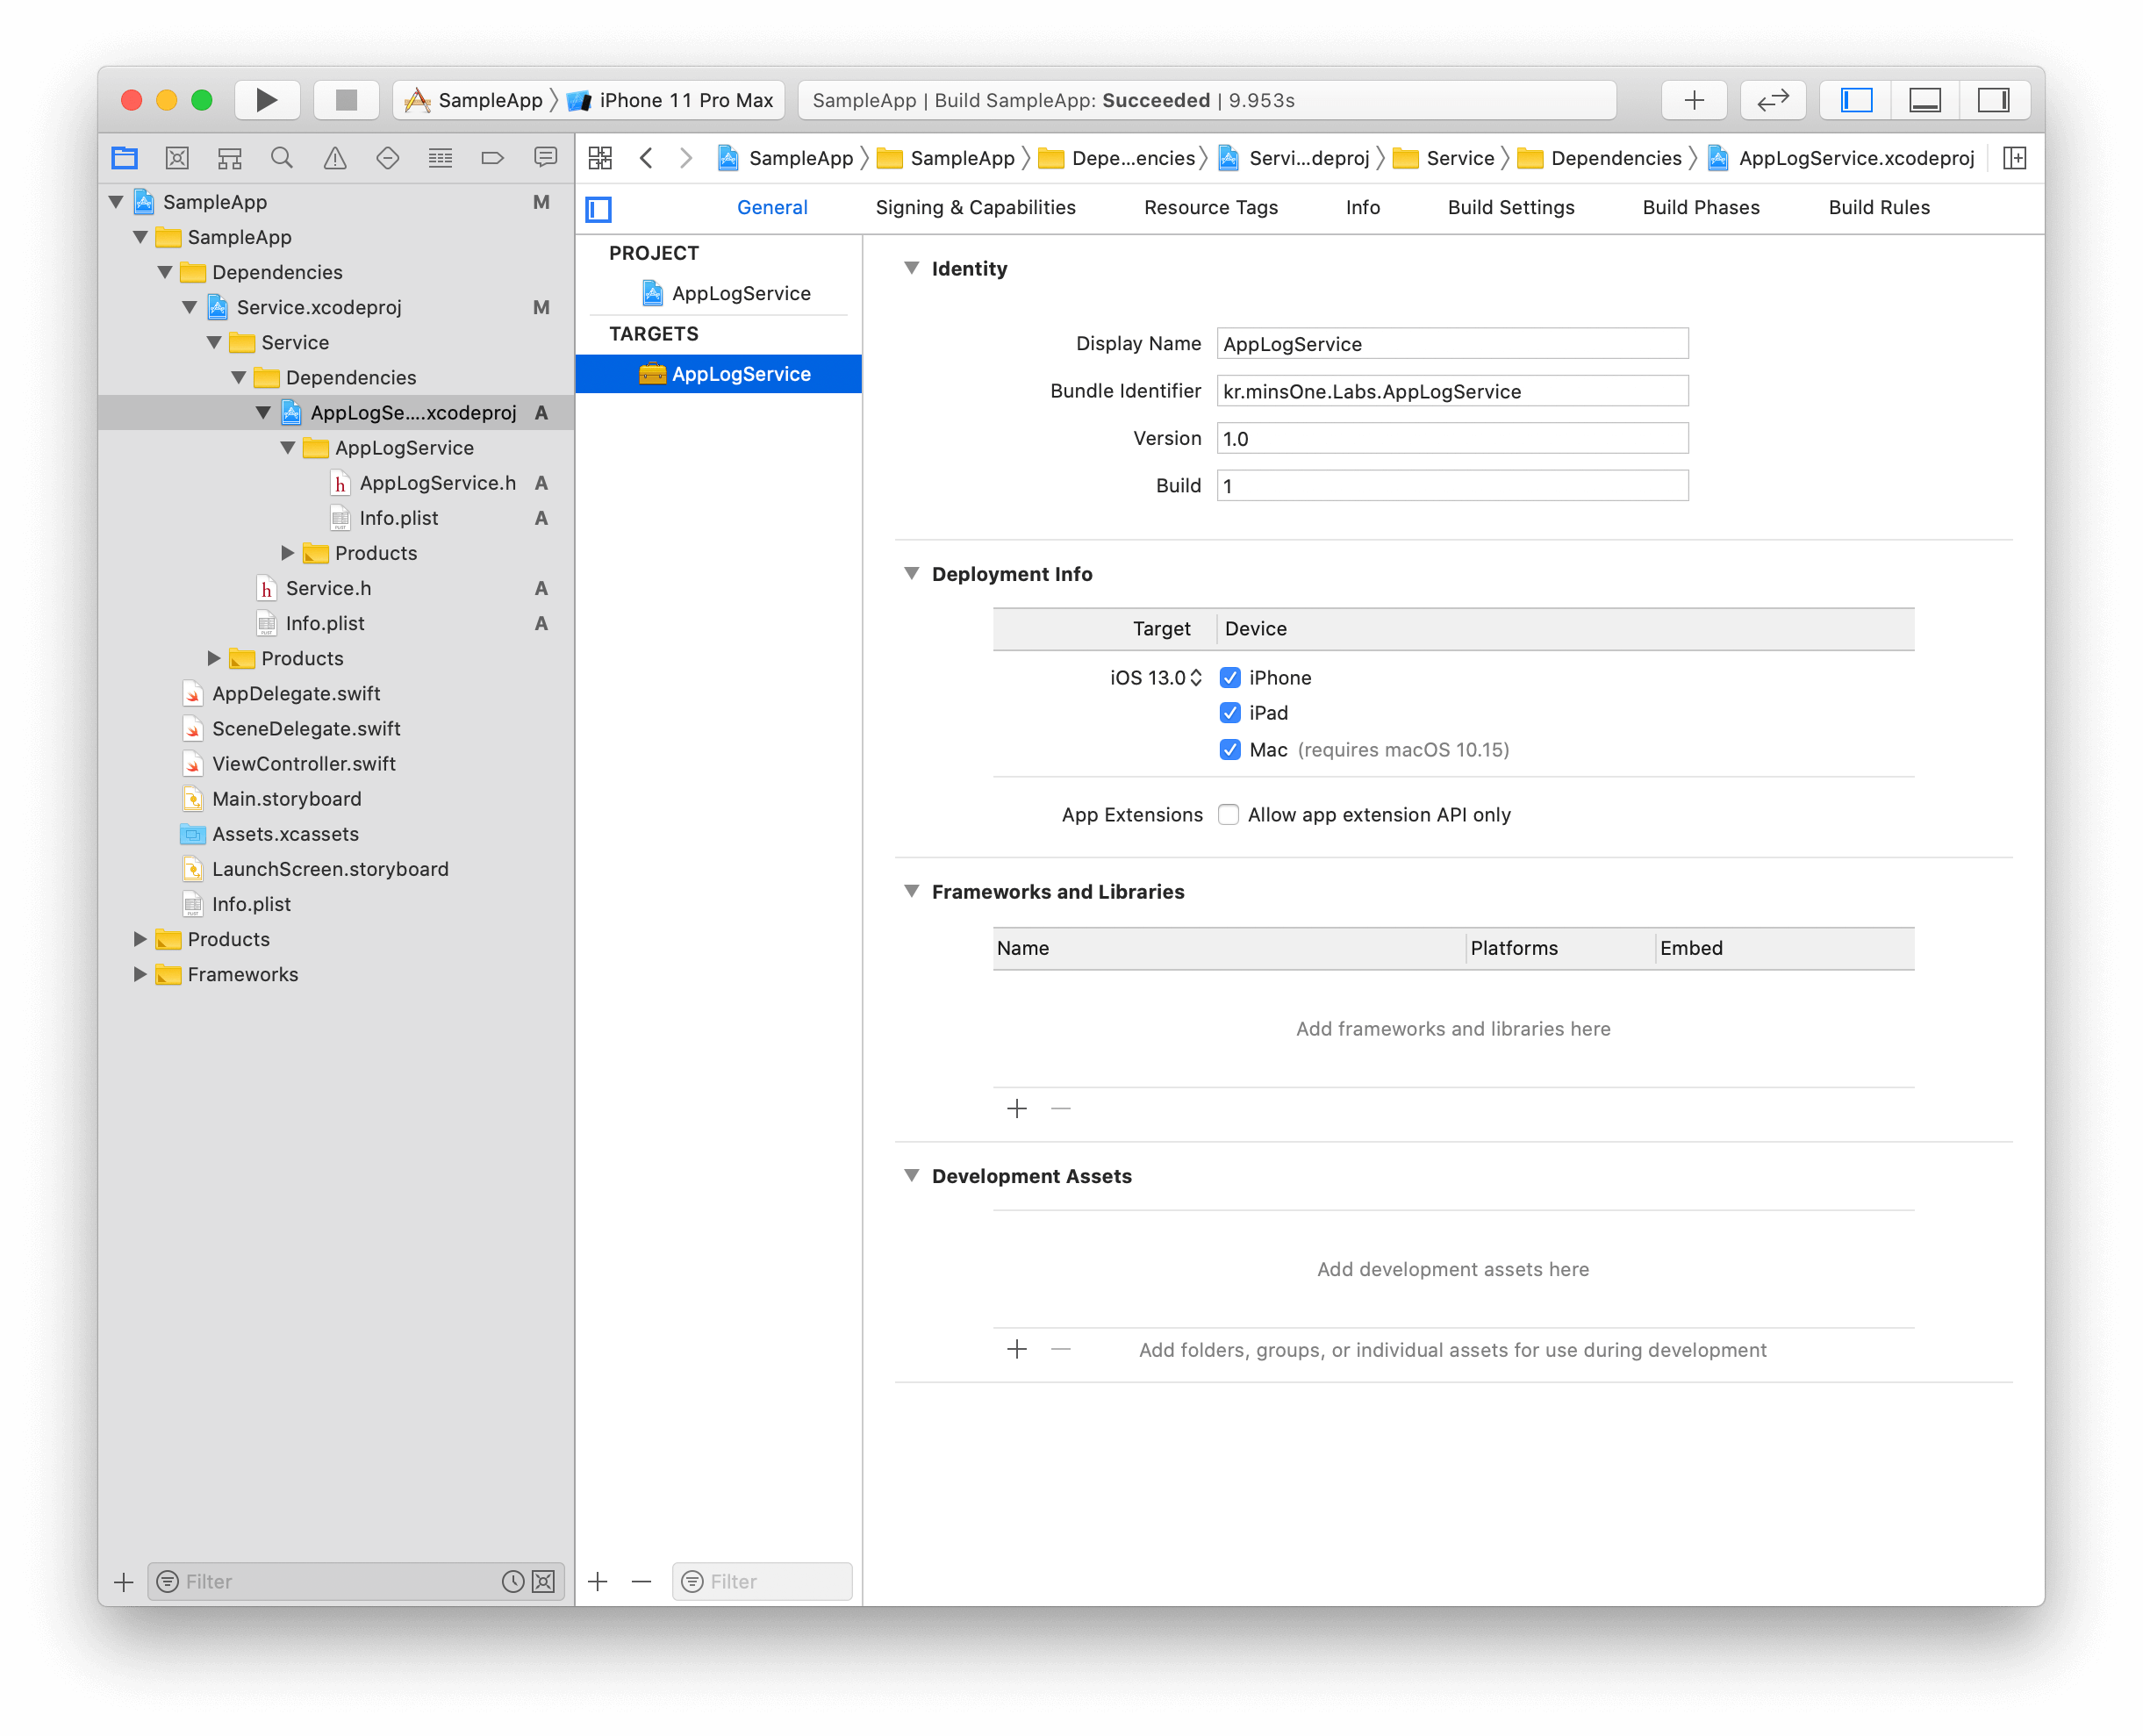 SampleApp 〉 iPhone 11 Pro Max
SampleApp | Build SampleApp: Succeeded | 9.953s
SampleApp 〉 SampleApp 〉 Depe...encies 〉 Servi...deproj 〉 Service 〉 Dependencies 〉 AppLogService.xcodeproj
SampleApp M
SampleApp
Dependencies
Service.xcodeproj M
Service
Dependencies
AppLogSe....xcodeproj A
AppLogService
AppLogService.h A
Info.plist A
Products
Service.h A
Info.plist A
Products
AppDelegate.swift
SceneDelegate.swift
ViewController.swift
Main.storyboard
Assets.xcassets
LaunchScreen.storyboard
Info.plist
Products
Frameworks
Filter
General Signing & Capabilities Resource Tags Info Build Settings Build Phases Build Rules
PROJECT
AppLogService
TARGETS
AppLogService
Filter
Identity
Display Name AppLogService
Bundle Identifier kr.minsOne.Labs.AppLogService
Version 1.0
Build 1
Deployment Info
Target Device
iOS 13.0 iPhone
iPad
Mac (requires macOS 10.15)
App Extensions Allow app extension API only
Frameworks and Libraries
Name Platforms Embed
Add frameworks and libraries here
Development Assets
Add development assets here
Add folders, groups, or individual assets for use during development